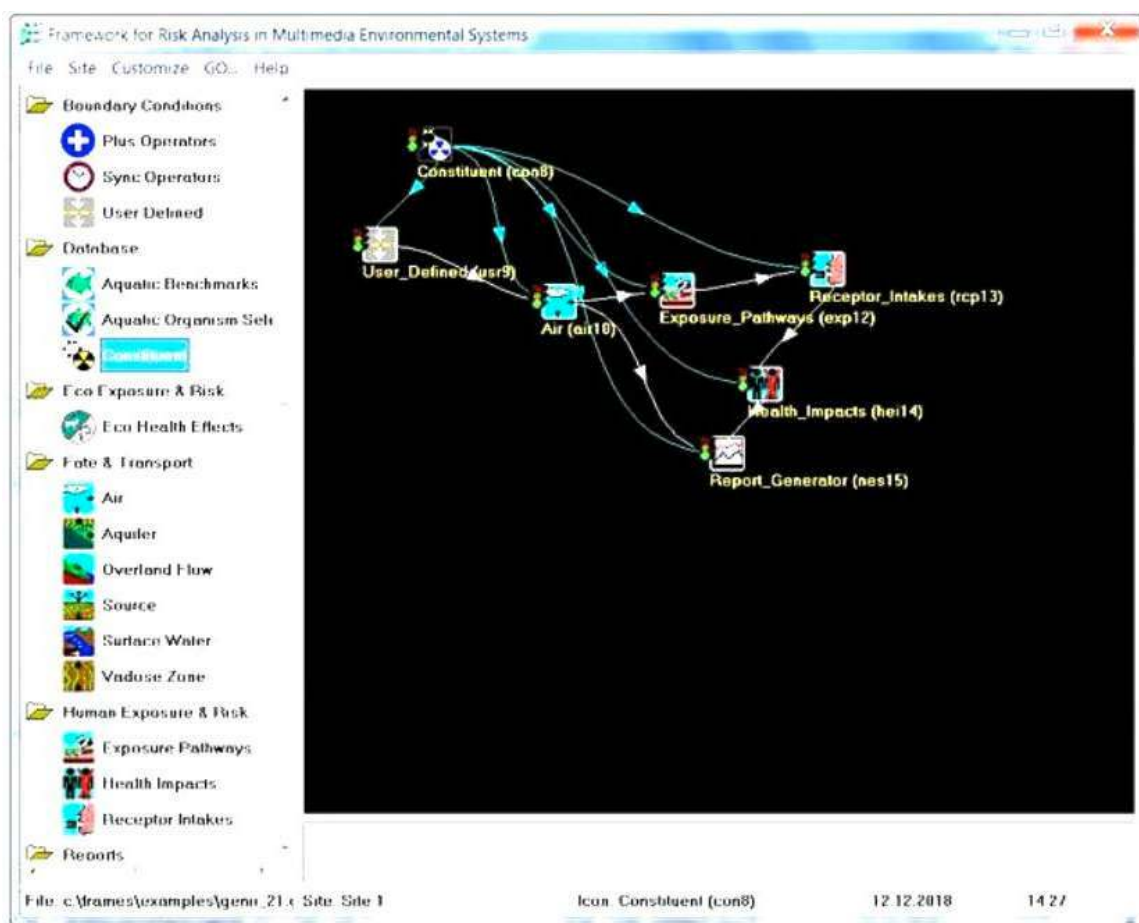 Framework for Risk Analysis in Multimedia Environmental Systems
File Site Customize GO... Help
Boundary Conditions
Plus Operators
Sync Operators
User Defined
Database
Aquatic Benchmarks
Aquatic Organism Sele
Constituent
Eco Exposure & Risk
Eco Health Effects
Fate & Transport
Air
Aquifer
Overland Flow
Source
Surface Water
Vadose Zone
Human Exposure & Risk
Exposure Pathways
Health Impacts
Receptor Intakes
Reports
Constituent (con8)
User_Defined (usr9)
Air (air10)
Exposure_Pathways (exp12)
Receptor_Intakes (rcp13)
Health_Impacts (hei14)
Report_Generator (nes15)
File: c:\frames\examples\ Site: Site 1 Icon: Constituent (con8) 12.12.2018 14:27